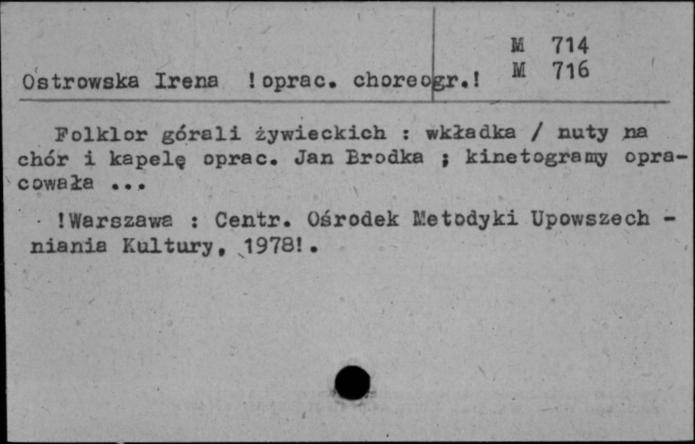 M 714
M 716
Ostrowska Irena !oprac. choreogr.!
Folklor górali żywieckich : wkładka / nuty na
chór i kapelę oprac. Jan Brodka ; kinetogramy opra-
cowała ...
!Warszawa : Centr. Ośrodek Metodyki Upowszech -
niania Kultury, 1978!.